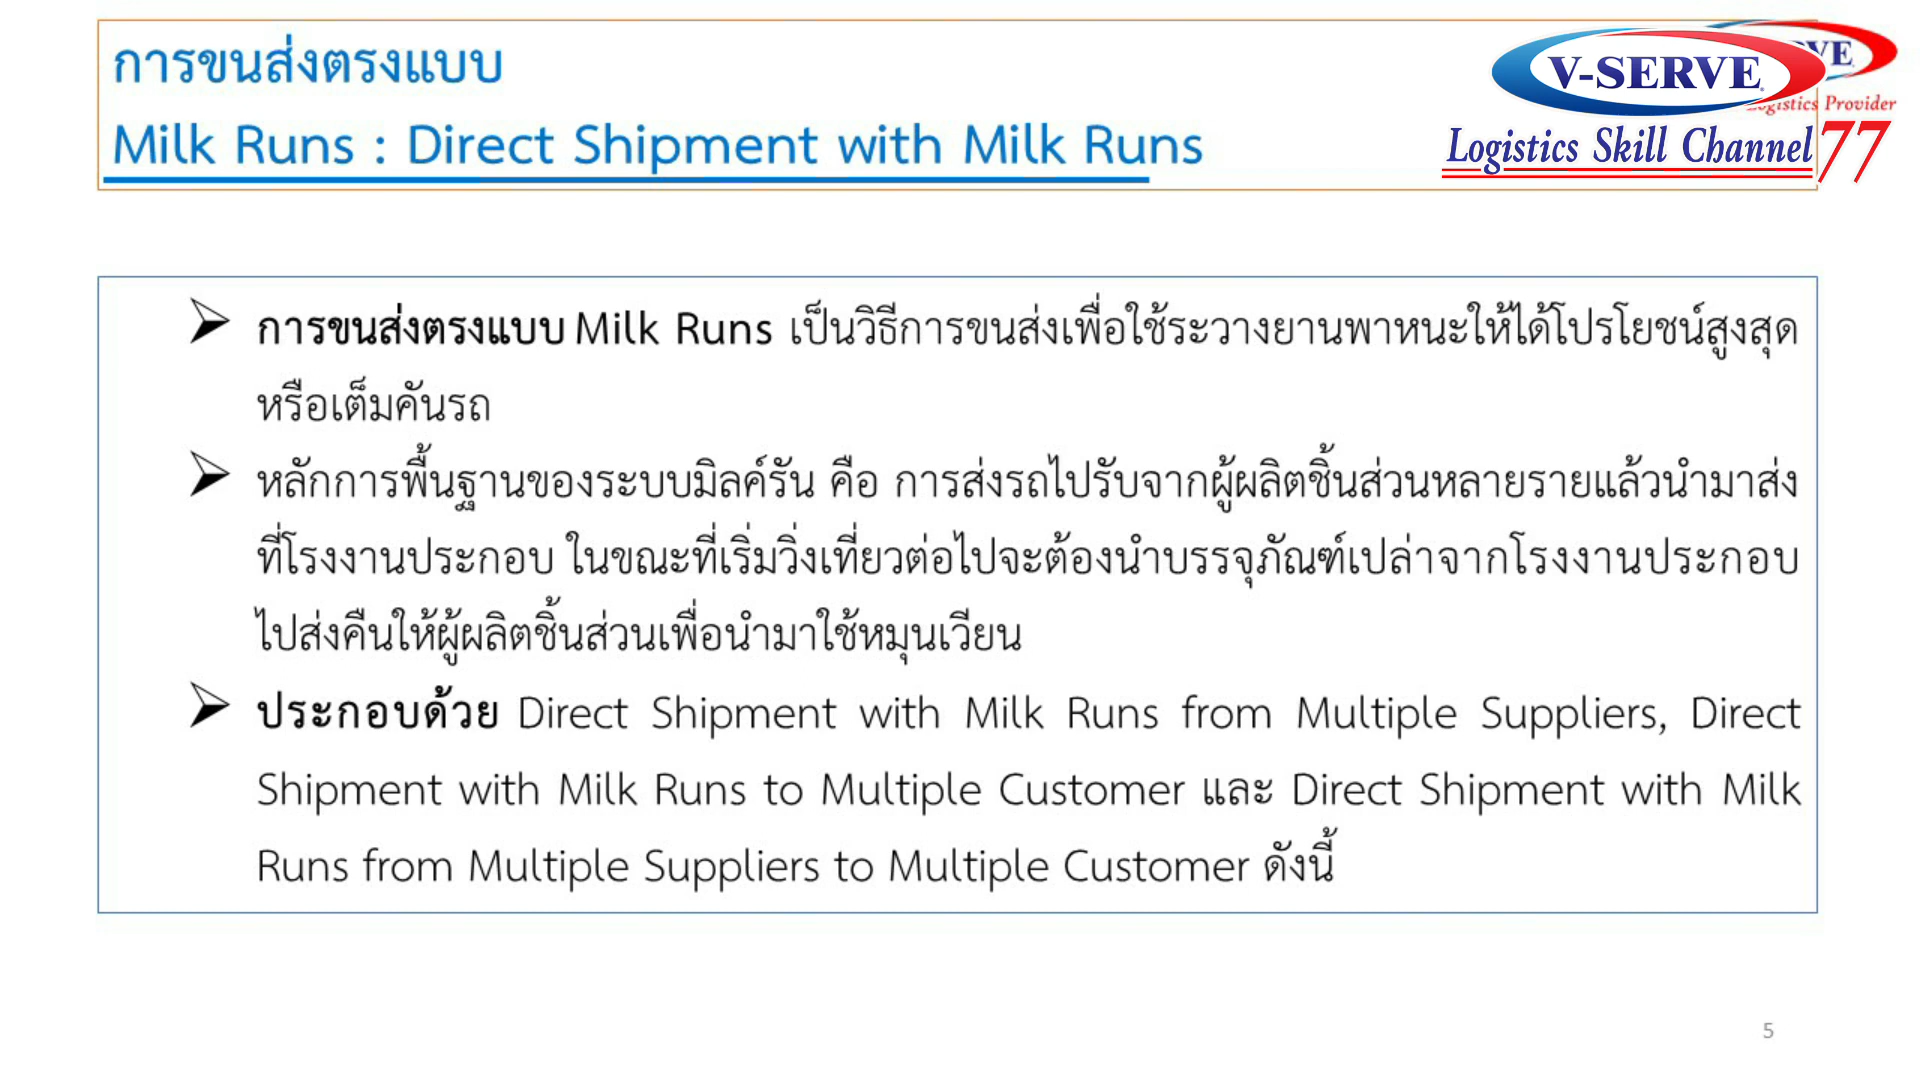 การขนส่งตรงแบบ
Milk Runs : Direct Shipment with Milk Runs
V-SERVE
VE
Logistics Provider
Logistics Skill Channel 77
การขนส่งตรงแบบ Milk Runs เป็นวิธีการขนส่งเพื่อใช้ระวางยานพาหนะให้ได้โปรโยชน์สูงสุด
หรือเต็มคันรถ
หลักการพื้นฐานของระบบมิลค์รัน คือ การส่งรถไปรับจากผู้ผลิตชิ้นส่วนหลายรายแล้วนำมาส่ง
ที่โรงงานประกอบ ในขณะที่เริ่มวิ่งเที่ยวต่อไปจะต้องนำบรรจุภัณฑ์เปล่าจากโรงงานประกอบ
ไปส่งคืนให้ผู้ผลิตชิ้นส่วนเพื่อนำมาใช้หมุนเวียน
ประกอบด้วย Direct Shipment with Milk Runs from Multiple Suppliers, Direct
Shipment with Milk Runs to Multiple Customer และ Direct Shipment with Milk
Runs from Multiple Suppliers to Multiple Customer ดังนี้
5